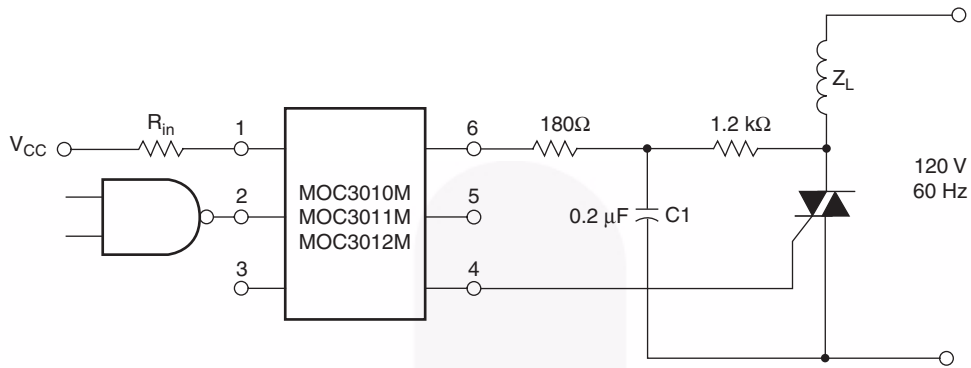 Z_L
R_in
1
6
180Ω
1.2 kΩ
V_CC
120 V
60 Hz
MOC3010M
MOC3011M
MOC3012M
2
5
0.2 µF
C1
3
4